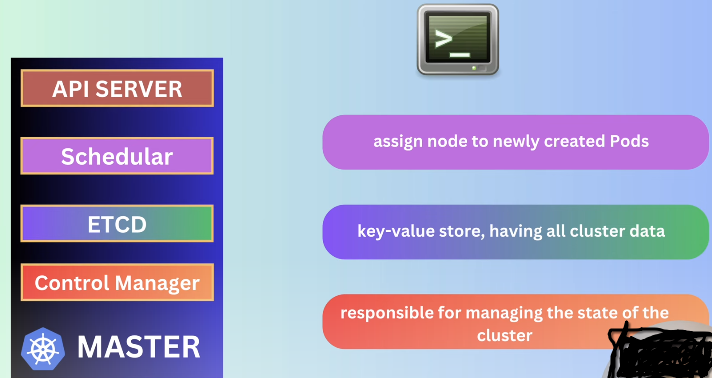 >_
API SERVER
assign node to newly created Pods
Schedular
key-value store, having all cluster data
ETCD
Control Manager
responsible for managing the state of the
cluster
MASTER